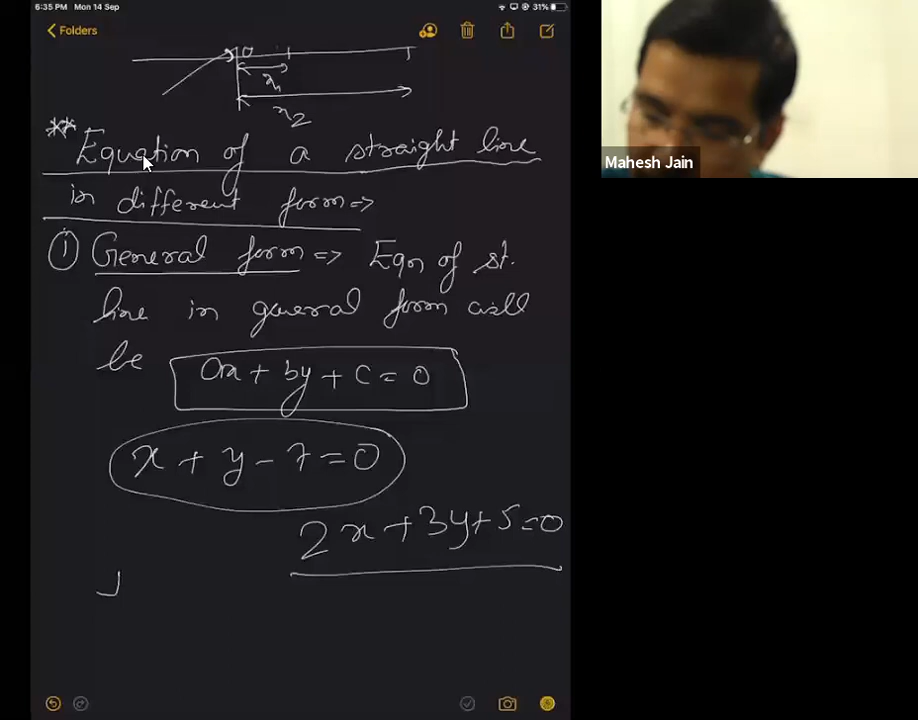 6:35 PM Mon 14 Sep
31%
Folders
0
x1
x2
** Equation of a straight line
in different form ⇒
① General form ⇒ Eqn of st.
line in general form will
be ax + by + c = 0
x + y - 7 = 0
2x + 3y + 5 = 0
Mahesh Jain